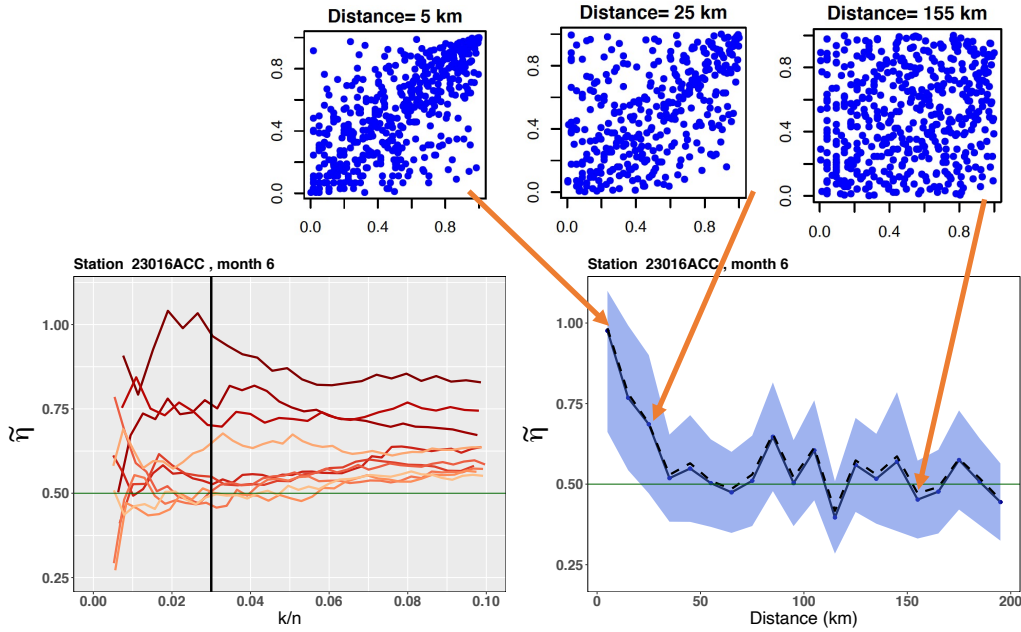 Distance= 5 km
Distance= 25 km
Distance= 155 km
0.8
0.4
0.0
0.0 0.4 0.8
0.8
0.4
0.0
0.0 0.4 0.8
0.8
0.4
0.0
0.0 0.4 0.8
Station 23016ACC , month 6
1.00
0.75
0.50
0.25
η̃
0.00 0.02 0.04 0.06 0.08 0.10
k/n
Station 23016ACC , month 6
1.00
0.75
0.50
0.25
η̃
0 50 100 150 200
Distance (km)